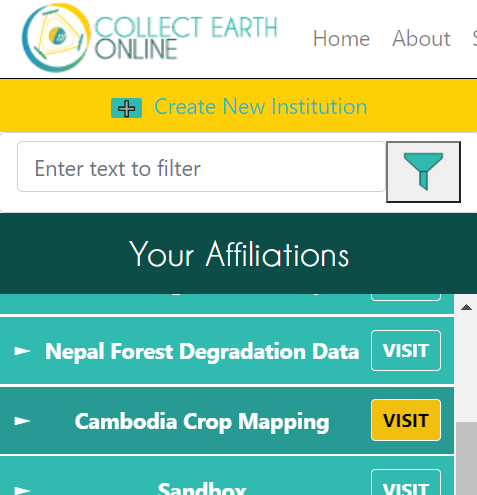 COLLECT EARTH
ONLINE
Home About S
Create New Institution
Enter text to filter
Your Affiliations
Nepal Forest Degradation Data VISIT
Cambodia Crop Mapping VISIT
Sandbox VISIT